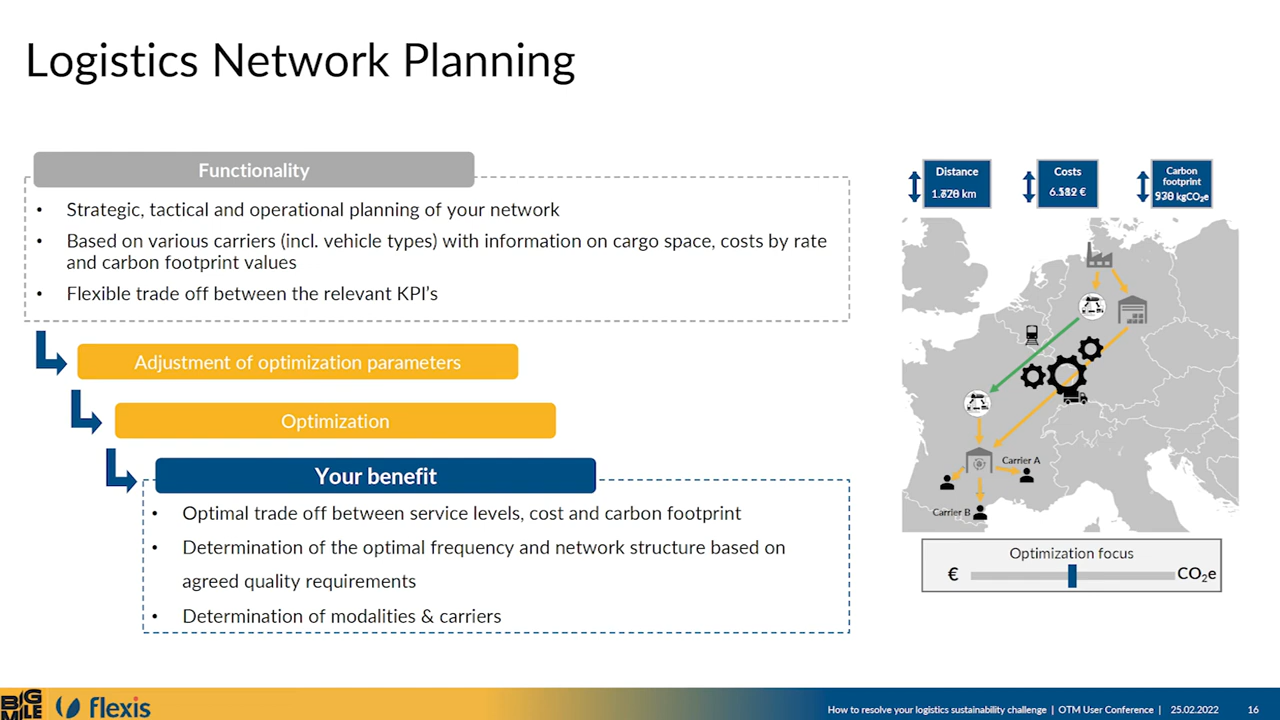 Logistics Network Planning
Functionality
• Strategic, tactical and operational planning of your network
• Based on various carriers (incl. vehicle types) with information on cargo space, costs by rate
and carbon footprint values
• Flexible trade off between the relevant KPI's
Adjustment of optimization parameters
Optimization
Your benefit
• Optimal trade off between service levels, cost and carbon footprint
• Determination of the optimal frequency and network structure based on
agreed quality requirements
• Determination of modalities & carriers
Distance
km
Costs
€
Carbon
footprint
kgCO₂e
Carrier A
Carrier B
Optimization focus
€ CO₂e
BIG
MILE
flexis
How to resolve your logistics sustainability challenge | OTM User Conference | 25.02.2022 16